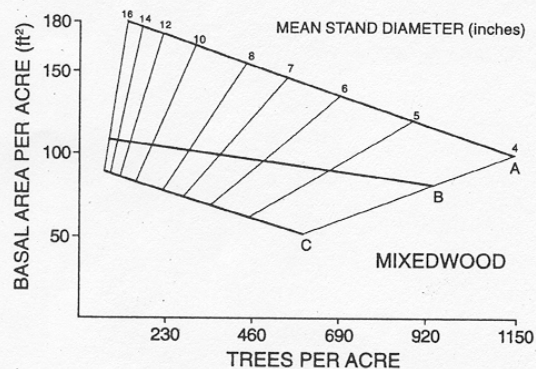 MEAN STAND DIAMETER (inches)
16 14 12 10 8 7 6 5 4
BASAL AREA PER ACRE (ft²)
180
150
100
50
A
B
C
MIXEDWOOD
230 460 690 920 1150
TREES PER ACRE